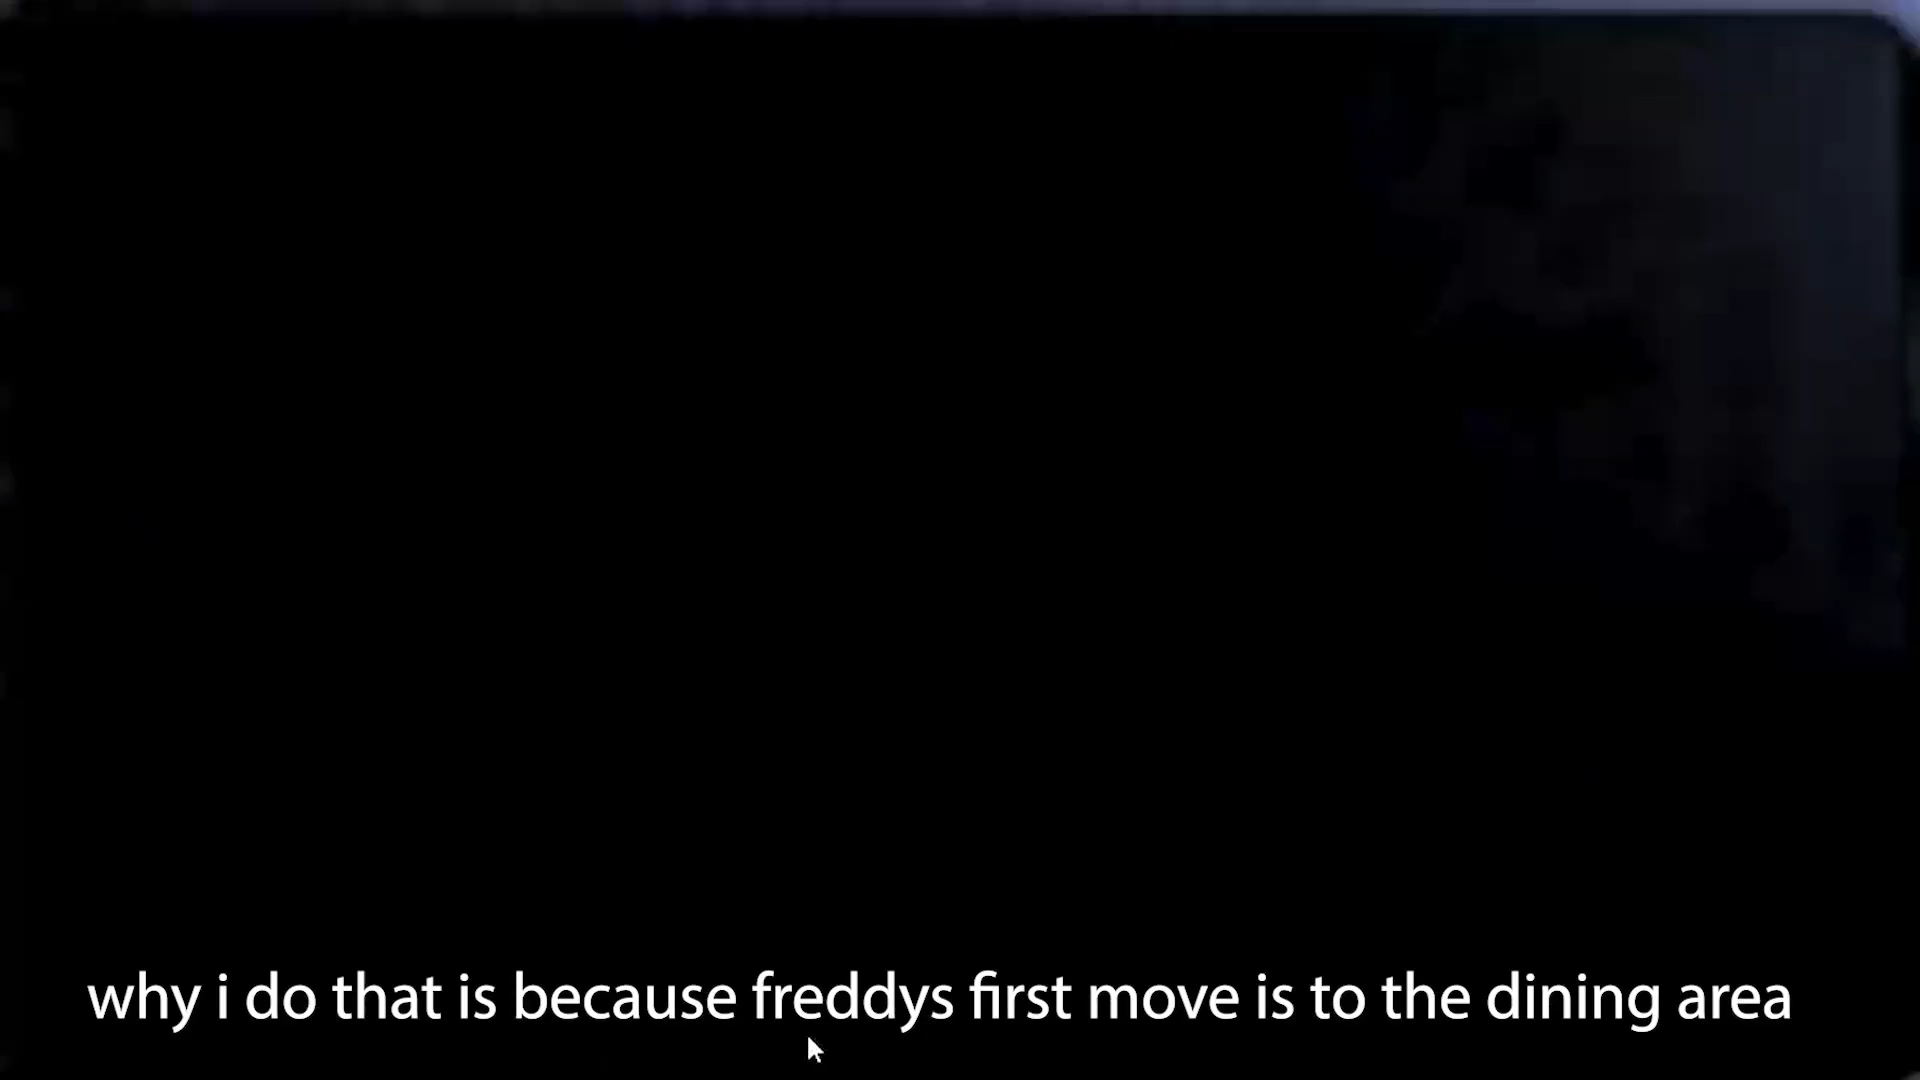 why i do that is because freddys first move is to the dining area